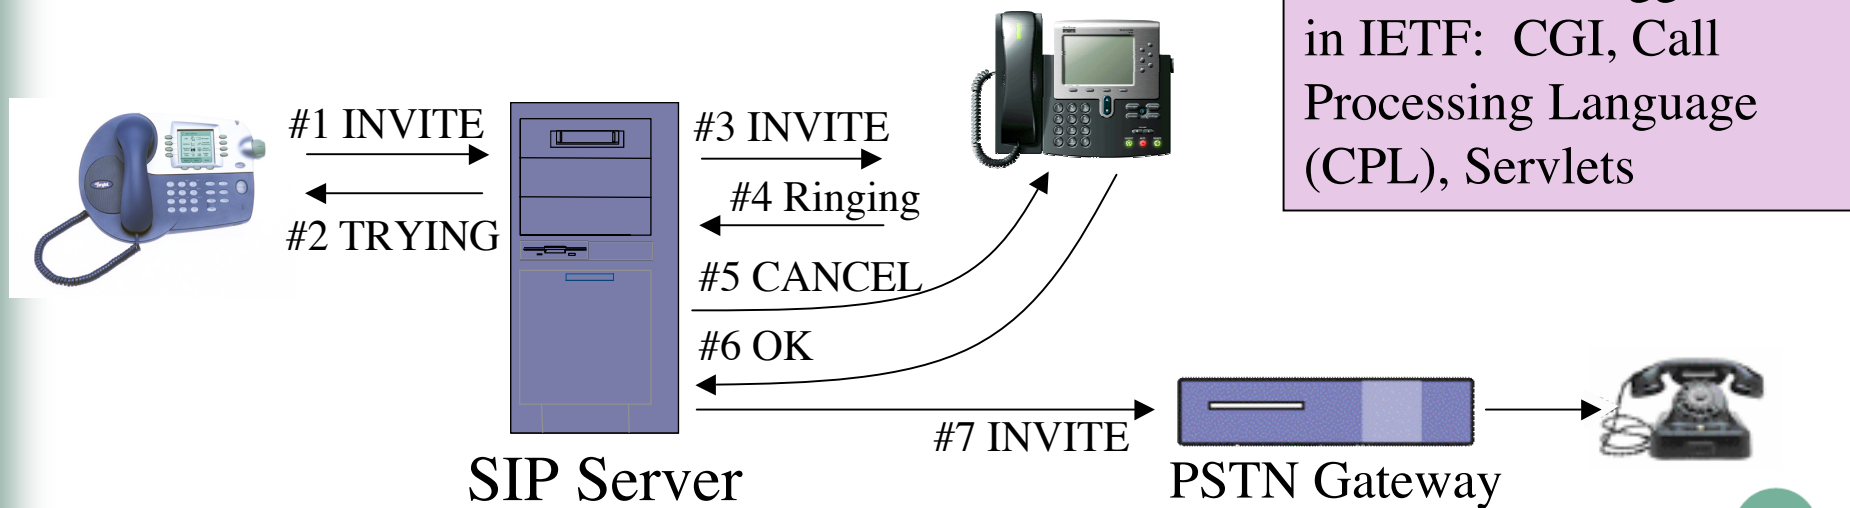 in IETF: CGI, Call
Processing Language
(CPL), Servlets
#1 INVITE
#2 TRYING
#3 INVITE
#4 Ringing
#5 CANCEL
#6 OK
#7 INVITE
SIP Server
PSTN Gateway